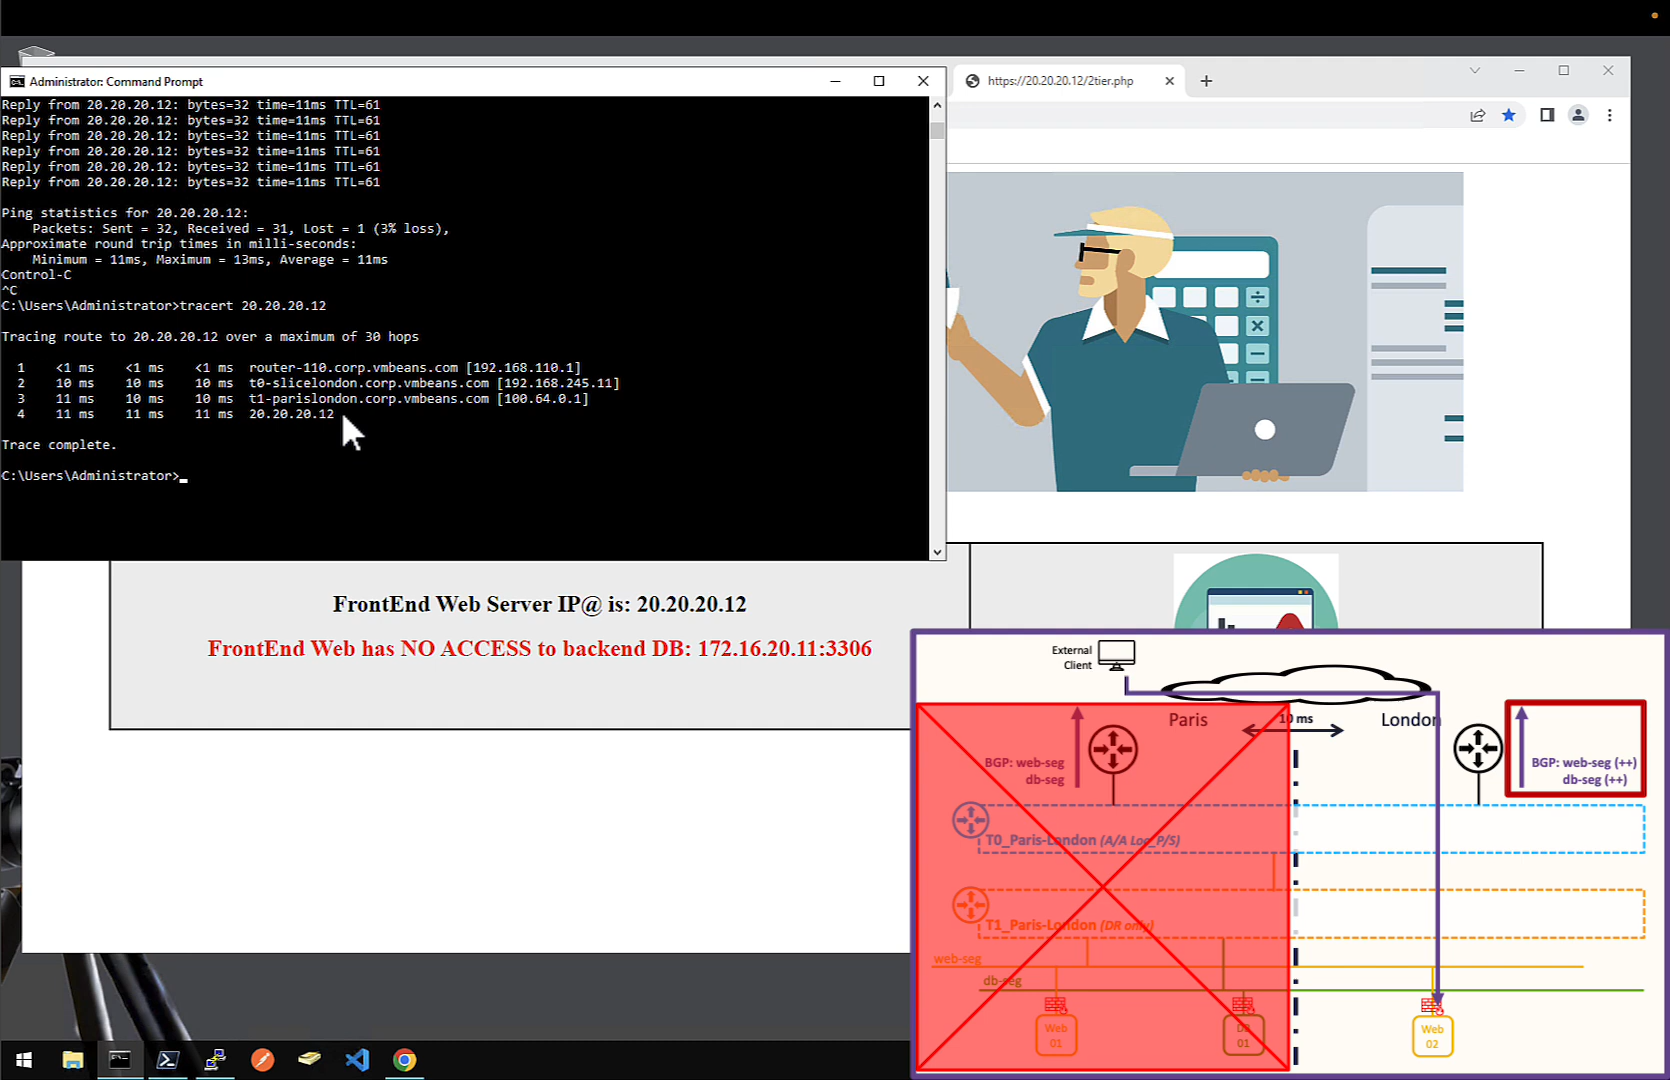 Administrator: Command Prompt
https://20.20.20.12/2tier.php
Reply from 20.20.20.12: bytes=32 time=11ms TTL=61
Reply from 20.20.20.12: bytes=32 time=11ms TTL=61
Reply from 20.20.20.12: bytes=32 time=11ms TTL=61
Reply from 20.20.20.12: bytes=32 time=11ms TTL=61
Reply from 20.20.20.12: bytes=32 time=11ms TTL=61
Reply from 20.20.20.12: bytes=32 time=11ms TTL=61
Ping statistics for 20.20.20.12:
Packets: Sent = 32, Received = 31, Lost = 1 (3% loss),
Approximate round trip times in milli-seconds:
Minimum = 11ms, Maximum = 13ms, Average = 11ms
Control-C
^C
C:\Users\Administrator>tracert 20.20.20.12
Tracing route to 20.20.20.12 over a maximum of 30 hops
1 <1 ms <1 ms <1 ms router-110.corp.vmbeans.com [192.168.110.1]
2 10 ms 10 ms 10 ms t0-slicelondon.corp.vmbeans.com [192.168.245.11]
3 11 ms 10 ms 10 ms t1-parislondon.corp.vmbeans.com [100.64.0.1]
4 11 ms 11 ms 11 ms 20.20.20.12
Trace complete.
C:\Users\Administrator>
FrontEnd Web Server IP@ is: 20.20.20.12
FrontEnd Web has NO ACCESS to backend DB: 172.16.20.11:3306
External
Client
Paris
10 ms
London
BGP: web-seg
db-seg
BGP: web-seg (++)
db-seg (++)
T0_Paris-London (A/A Loc_P/S)
T1_Paris-London (DR only)
web-seg
db-seg
Web
01
DB
01
Web
02